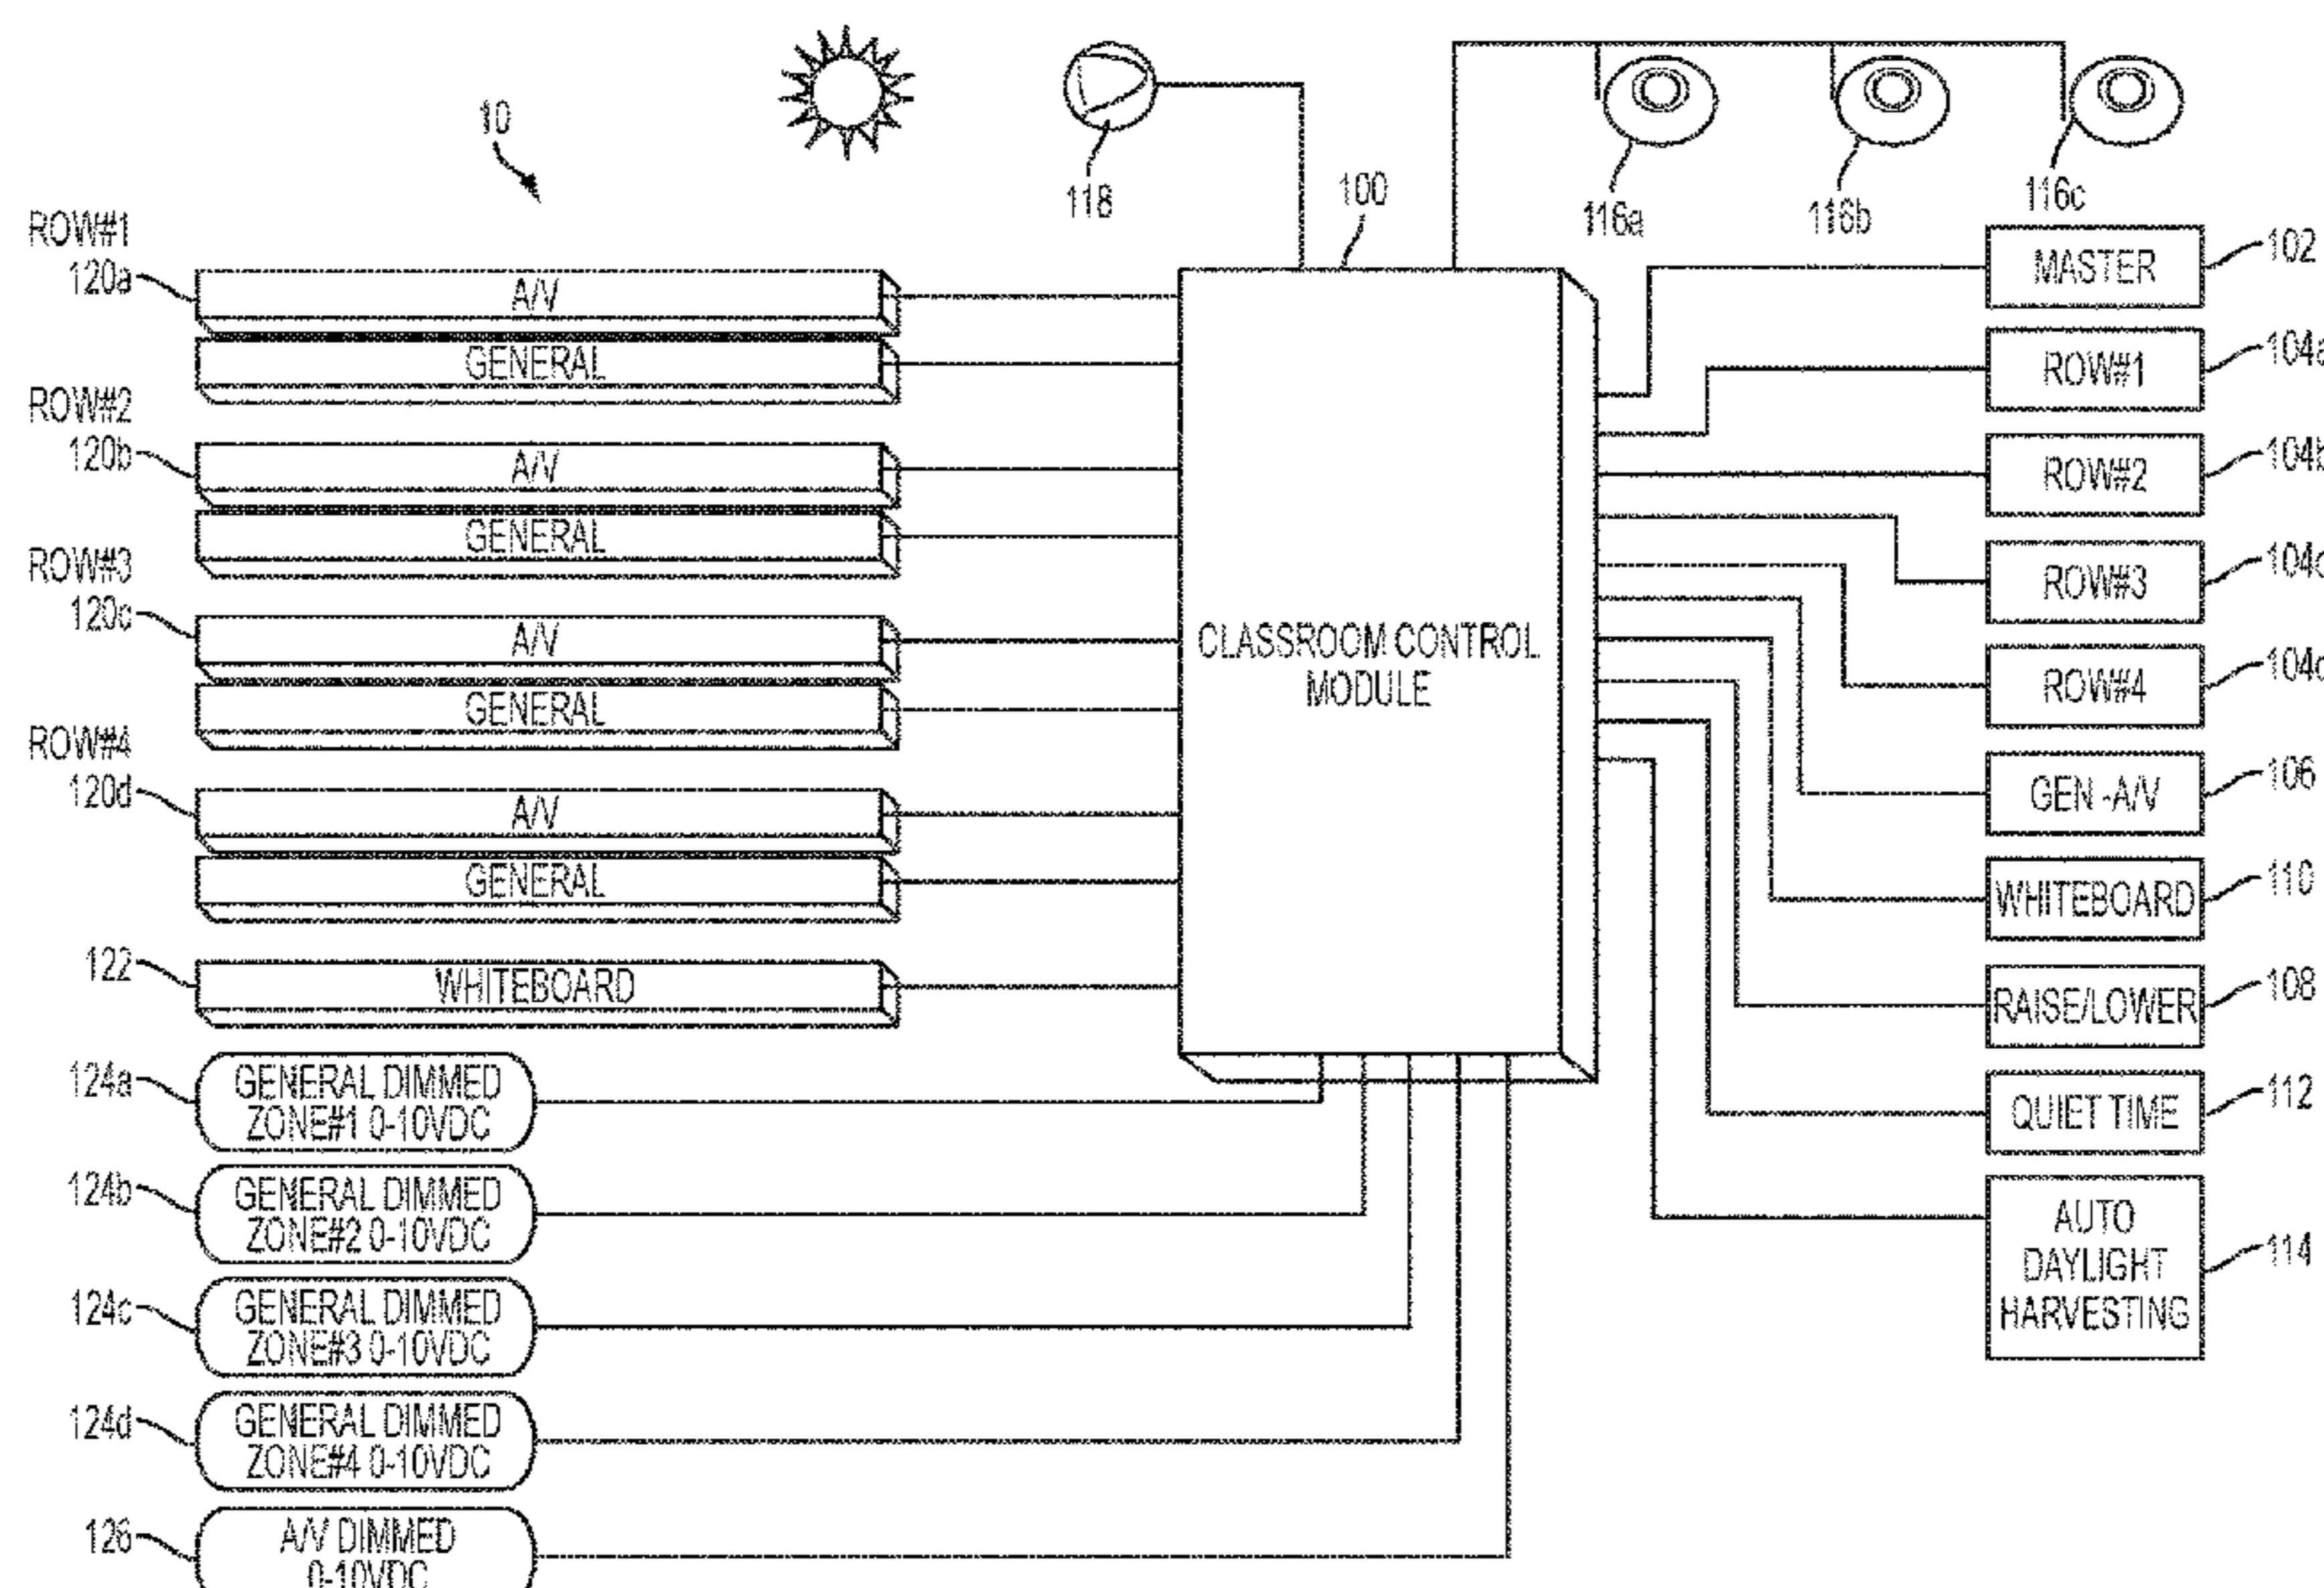 10
118
100
116a
116b
116c
ROW#1
120a
A/V
GENERAL
ROW#2
120b
A/V
GENERAL
ROW#3
120c
A/V
GENERAL
ROW#4
120d
A/V
GENERAL
122
WHITEBOARD
124a
GENERAL DIMMED
ZONE#1 0-10VDC
124b
GENERAL DIMMED
ZONE#2 0-10VDC
124c
GENERAL DIMMED
ZONE#3 0-10VDC
124d
GENERAL DIMMED
ZONE#4 0-10VDC
126
A/V DIMMED
0-10VDC
CLASSROOM CONTROL
MODULE
MASTER
102
ROW#1
104a
ROW#2
104b
ROW#3
104c
ROW#4
104d
GEN -A/V
106
WHITEBOARD
110
RAISE/LOWER
108
QUIET TIME
112
AUTO
DAYLIGHT
HARVESTING
114